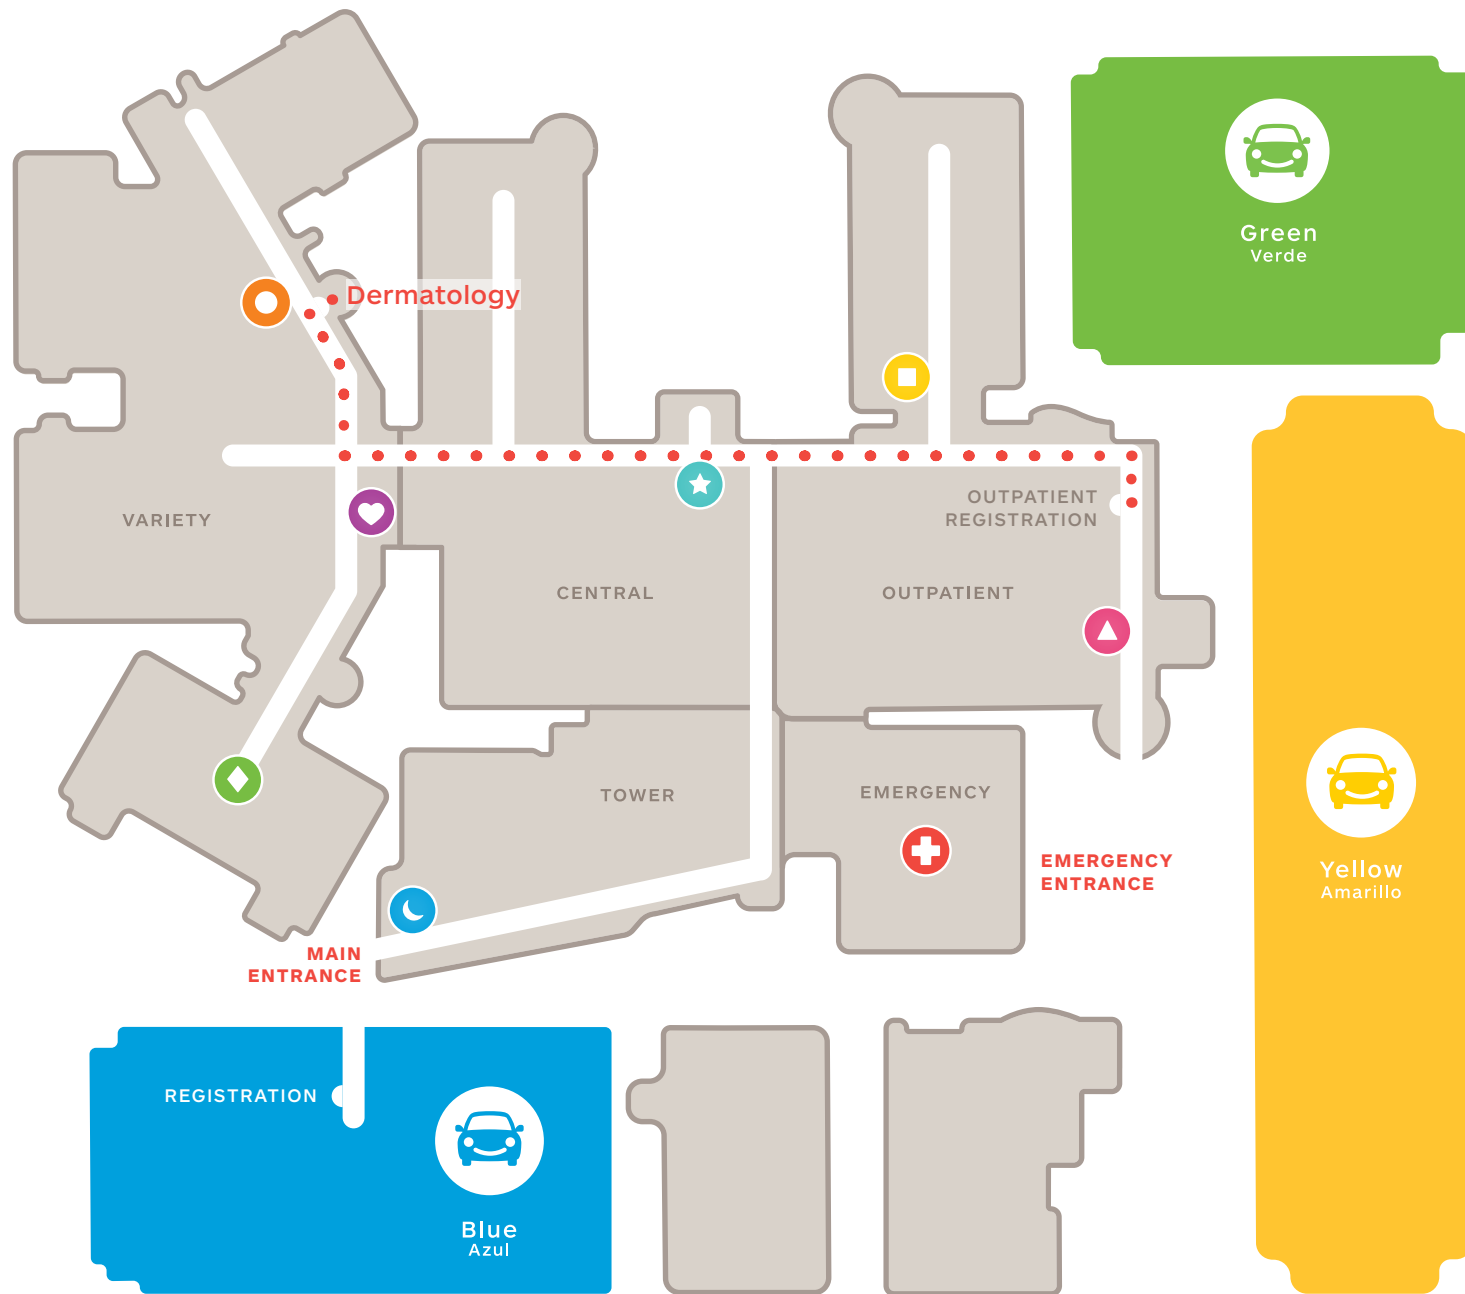 Green
Verde
Dermatology
OUTPATIENT
REGISTRATION
VARIETY
CENTRAL
OUTPATIENT
TOWER
EMERGENCY
EMERGENCY
ENTRANCE
Yellow
Amarillo
MAIN
ENTRANCE
REGISTRATION
Blue
Azul